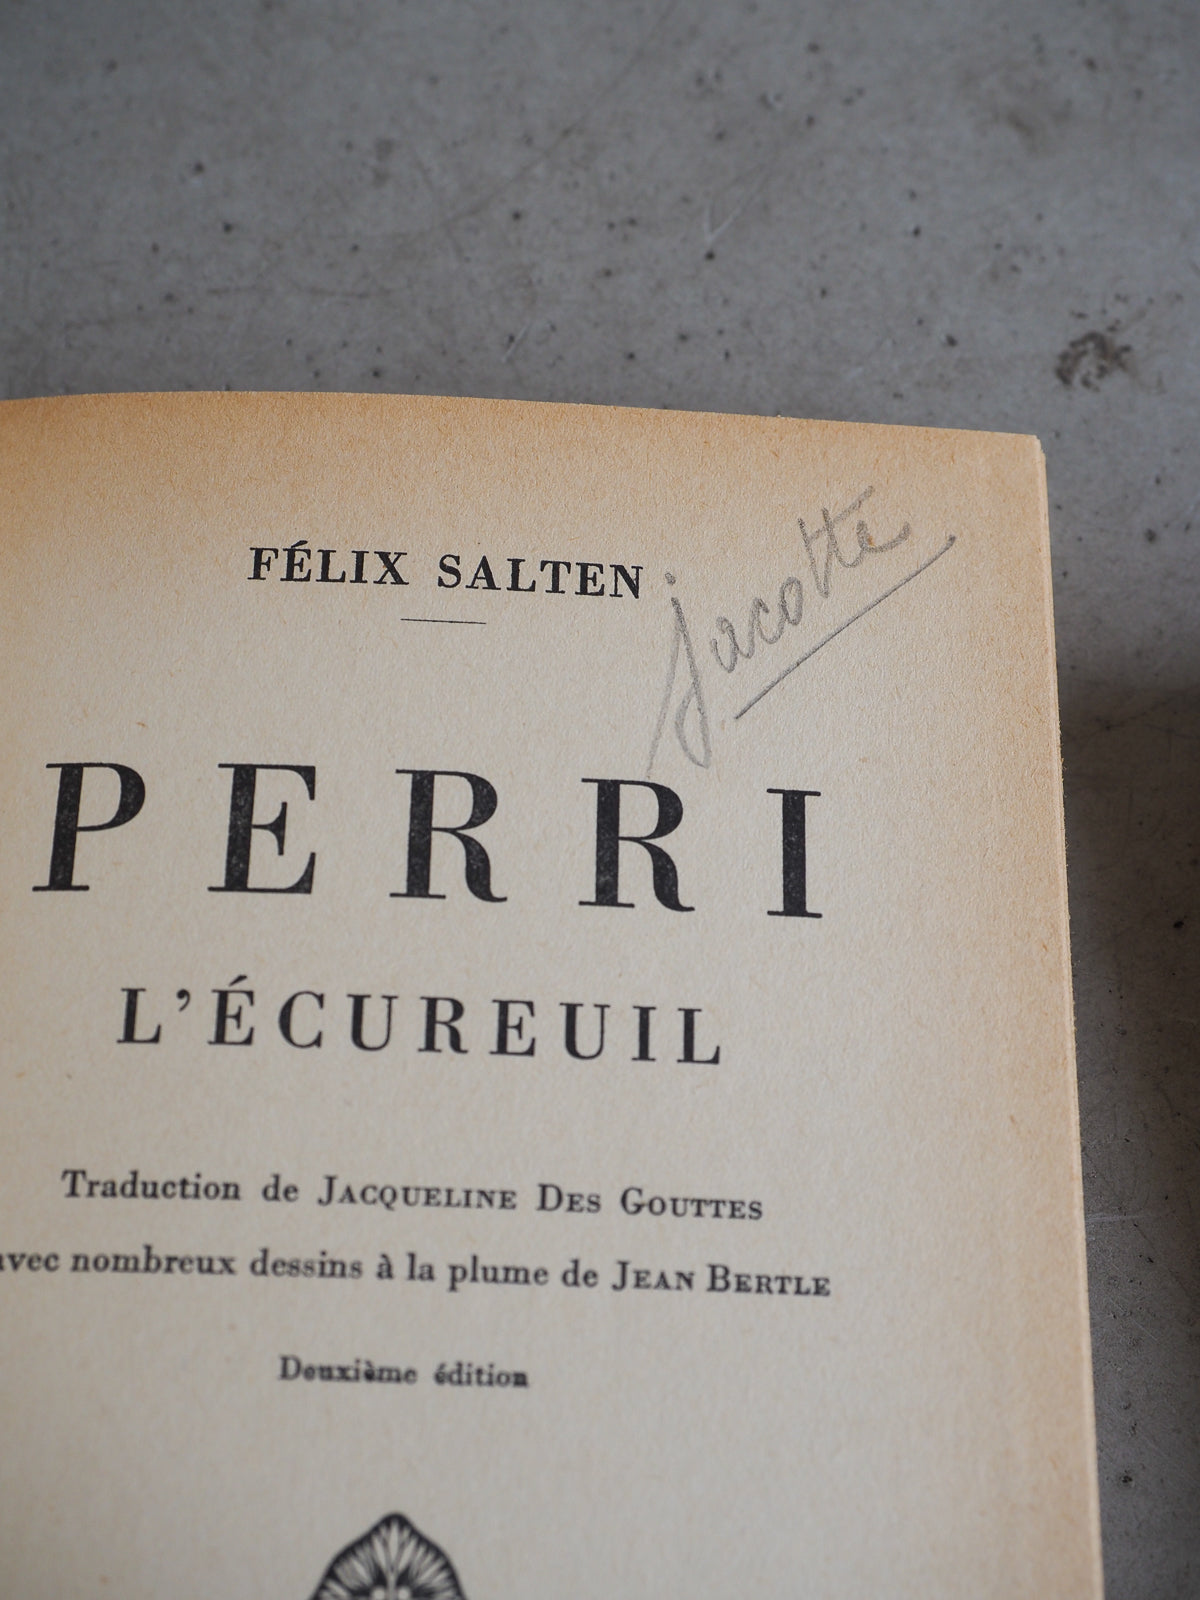 Jacotte
FÉLIX SALTEN
PERRI
L'ÉCUREUIL
Traduction de JACQUELINE DES GOUTTES
avec nombreux dessins à la plume de JEAN BERTLE
Deuxième édition